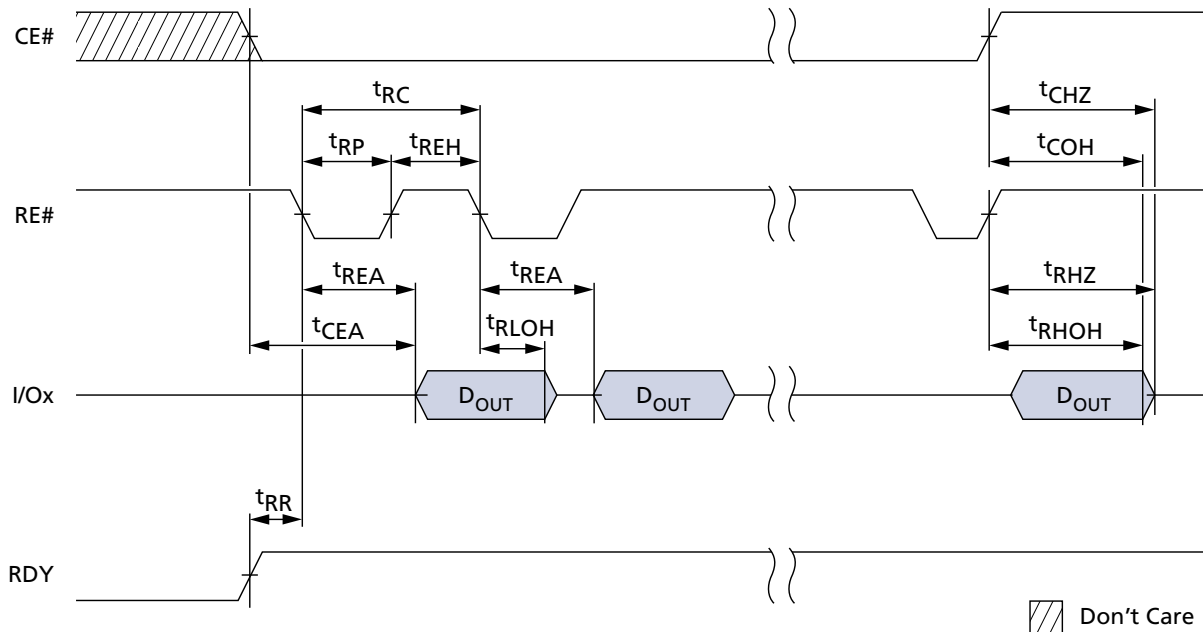 CE#
tRC
tCHZ
tRP
tREH
tCOH
RE#
tREA
tREA
tRHZ
tCEA
tRLOH
tRHOH
I/Ox
DOUT
DOUT
DOUT
tRR
RDY
Don't Care